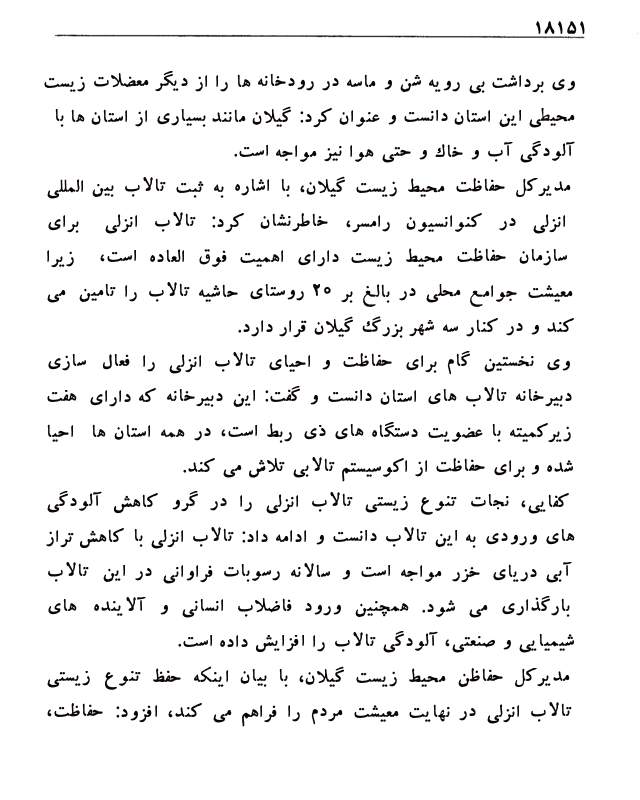 ۱۸۱۵۱
وی برداشت بی رویه شن و ماسه در رودخانه ها را از دیگر معضلات زیست
محیطی این استان دانست و عنوان کرد: گیلان مانند بسیاری از استان ها با
آلودگی آب و خاک و حتی هوا نیز مواجه است.
مدیرکل حفاظت محیط زیست گیلان، با اشاره به ثبت تالاب بین المللی
انزلی در کنوانسیون رامسر، خاطرنشان کرد: تالاب انزلی برای
سازمان حفاظت محیط زیست دارای اهمیت فوق العاده است، زیرا
معیشت جوامع محلی در بالغ بر ۲۵ روستای حاشیه تالاب را تامین می
کند و در کنار سه شهر بزرگ گیلان قرار دارد.
وی نخستین گام برای حفاظت و احیای تالاب انزلی را فعال سازی
دبیرخانه تالاب های استان دانست و گفت: این دبیرخانه که دارای هفت
زیرکمیته با عضویت دستگاه های ذی ربط است، در همه استان ها احیا
شده و برای حفاظت از اکوسیستم تالابی تلاش می کند.
کفایی، نجات تنوع زیستی تالاب انزلی را در گرو کاهش آلودگی
های ورودی به این تالاب دانست و ادامه داد: تالاب انزلی با کاهش تراز
آبی دریای خزر مواجه است و سالانه رسوبات فراوانی در این تالاب
بارگذاری می شود. همچنین ورود فاضلاب انسانی و آلاینده های
شیمیایی و صنعتی، آلودگی تالاب را افزایش داده است.
مدیرکل حفاظن محیط زیست گیلان، با بیان اینکه حفظ تنوع زیستی
تالاب انزلی در نهایت معیشت مردم را فراهم می کند، افزود: حفاظت،